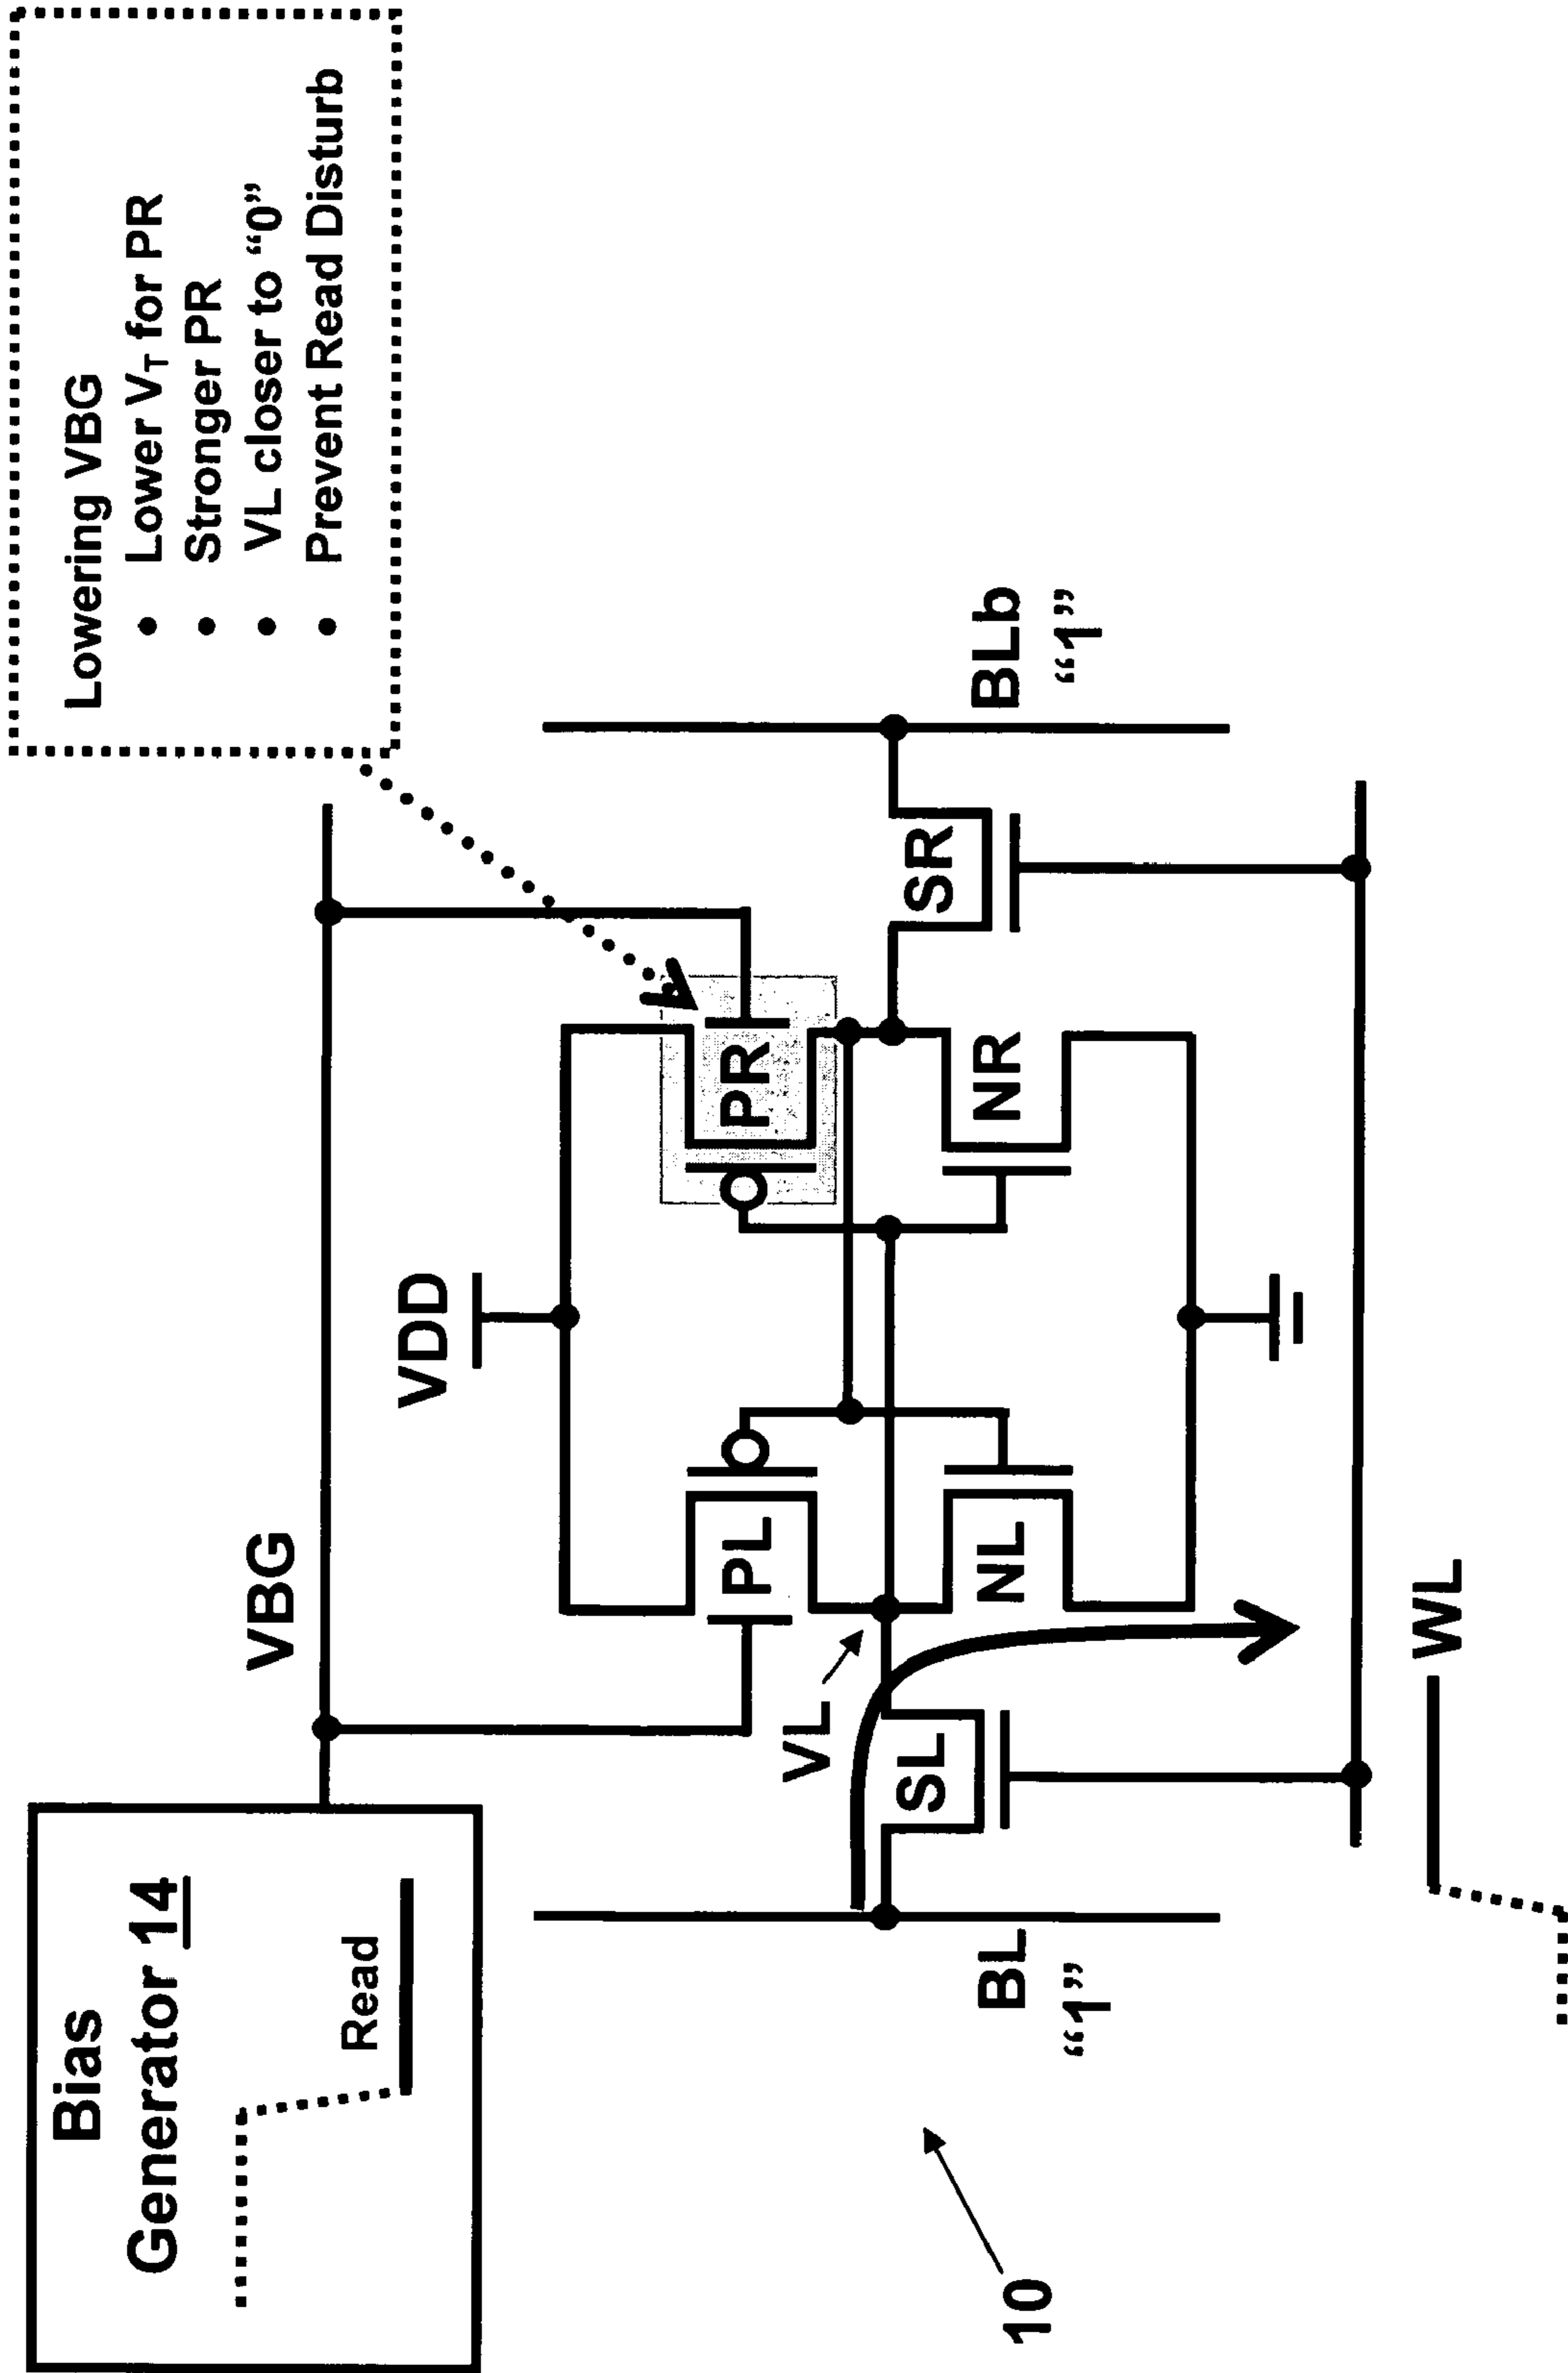 Bias
Generator 14
Read
VBG
Lowering VBG
• Lower VT for PR
• Stronger PR
• VL closer to “0”
• Prevent Read Disturb
VDD
PL
PR
VL
SL
NL
NR
SR
BL
“1”
BLb
“1”
WL
10